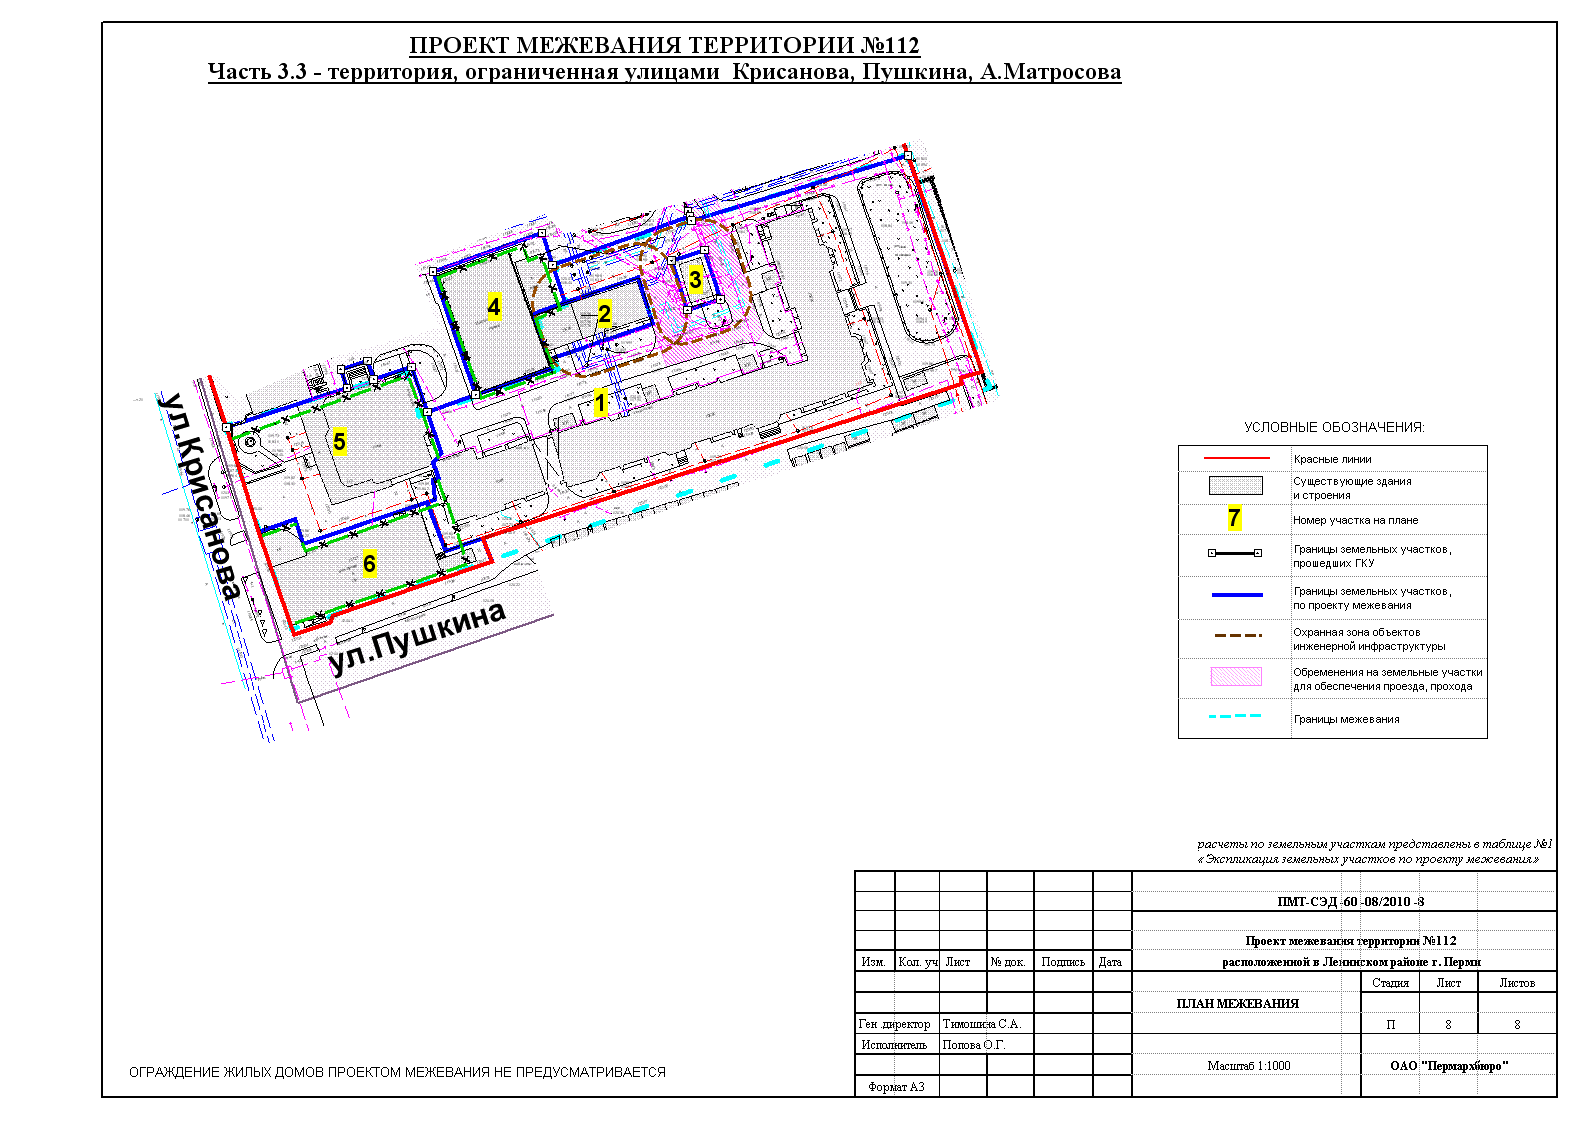 ПРОЕКТ МЕЖЕВАНИЯ ТЕРРИТОРИИ №112
Часть 3.3 - территория, ограниченная улицами Крисанова, Пушкина, А.Матросова
4
2
3
1
5
6
ул.Крисанова
ул.Пушкина
УСЛОВНЫЕ ОБОЗНАЧЕНИЯ:
Красные линии
Существующие здания
и строения
7
Номер участка на плане
Границы земельных участков,
прошедших ГКУ
Границы земельных участков,
по проекту межевания
Охранная зона объектов
инженерной инфраструктуры
Обременения на земельные участки
для обеспечения проезда, прохода
Границы межевания
расчеты по земельным участкам представлены в таблице №1
«Экспликация земельных участков по проекту межевания»
ПМТ-СЭД -60 -08/2010 -8
Проект межевания территории №112
расположенной в Ленинском районе г. Перми
Изм. Кол. уч Лист № док. Подпись Дата
Стадия Лист Листов
ПЛАН МЕЖЕВАНИЯ
П 8 8
Ген .директор Тимошина С.А.
Исполнитель Попова О.Г.
Масштаб 1:1000
ОАО "Пермархбюро"
Формат А3
ОГРАЖДЕНИЕ ЖИЛЫХ ДОМОВ ПРОЕКТОМ МЕЖЕВАНИЯ НЕ ПРЕДУСМАТРИВАЕТСЯ